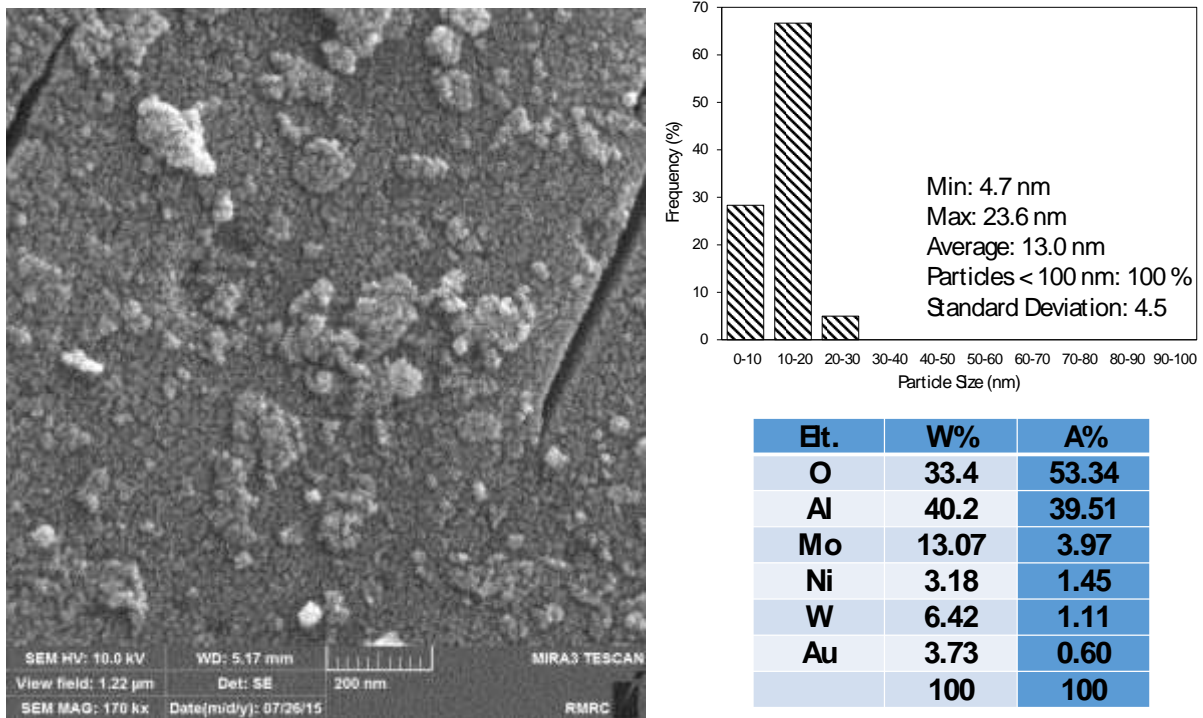 SEM HV: 10.0 kV WD: 5.17 mm MIRA3 TESCAN
View field: 1.22 µm Det: SE 200 nm
SEM MAG: 170 kx Date(m/d/y): 07/26/15 RMRC
70
60
50
40
30
20
10
0
Frequency (%)
Min: 4.7 nm
Max: 23.6 nm
Average: 13.0 nm
Particles < 100 nm: 100 %
Standard Deviation: 4.5
0-10 10-20 20-30 30-40 40-50 50-60 60-70 70-80 80-90 90-100
Particle Size (nm)
Elt. W% A%
O 33.4 53.34
Al 40.2 39.51
Mo 13.07 3.97
Ni 3.18 1.45
W 6.42 1.11
Au 3.73 0.60
100 100